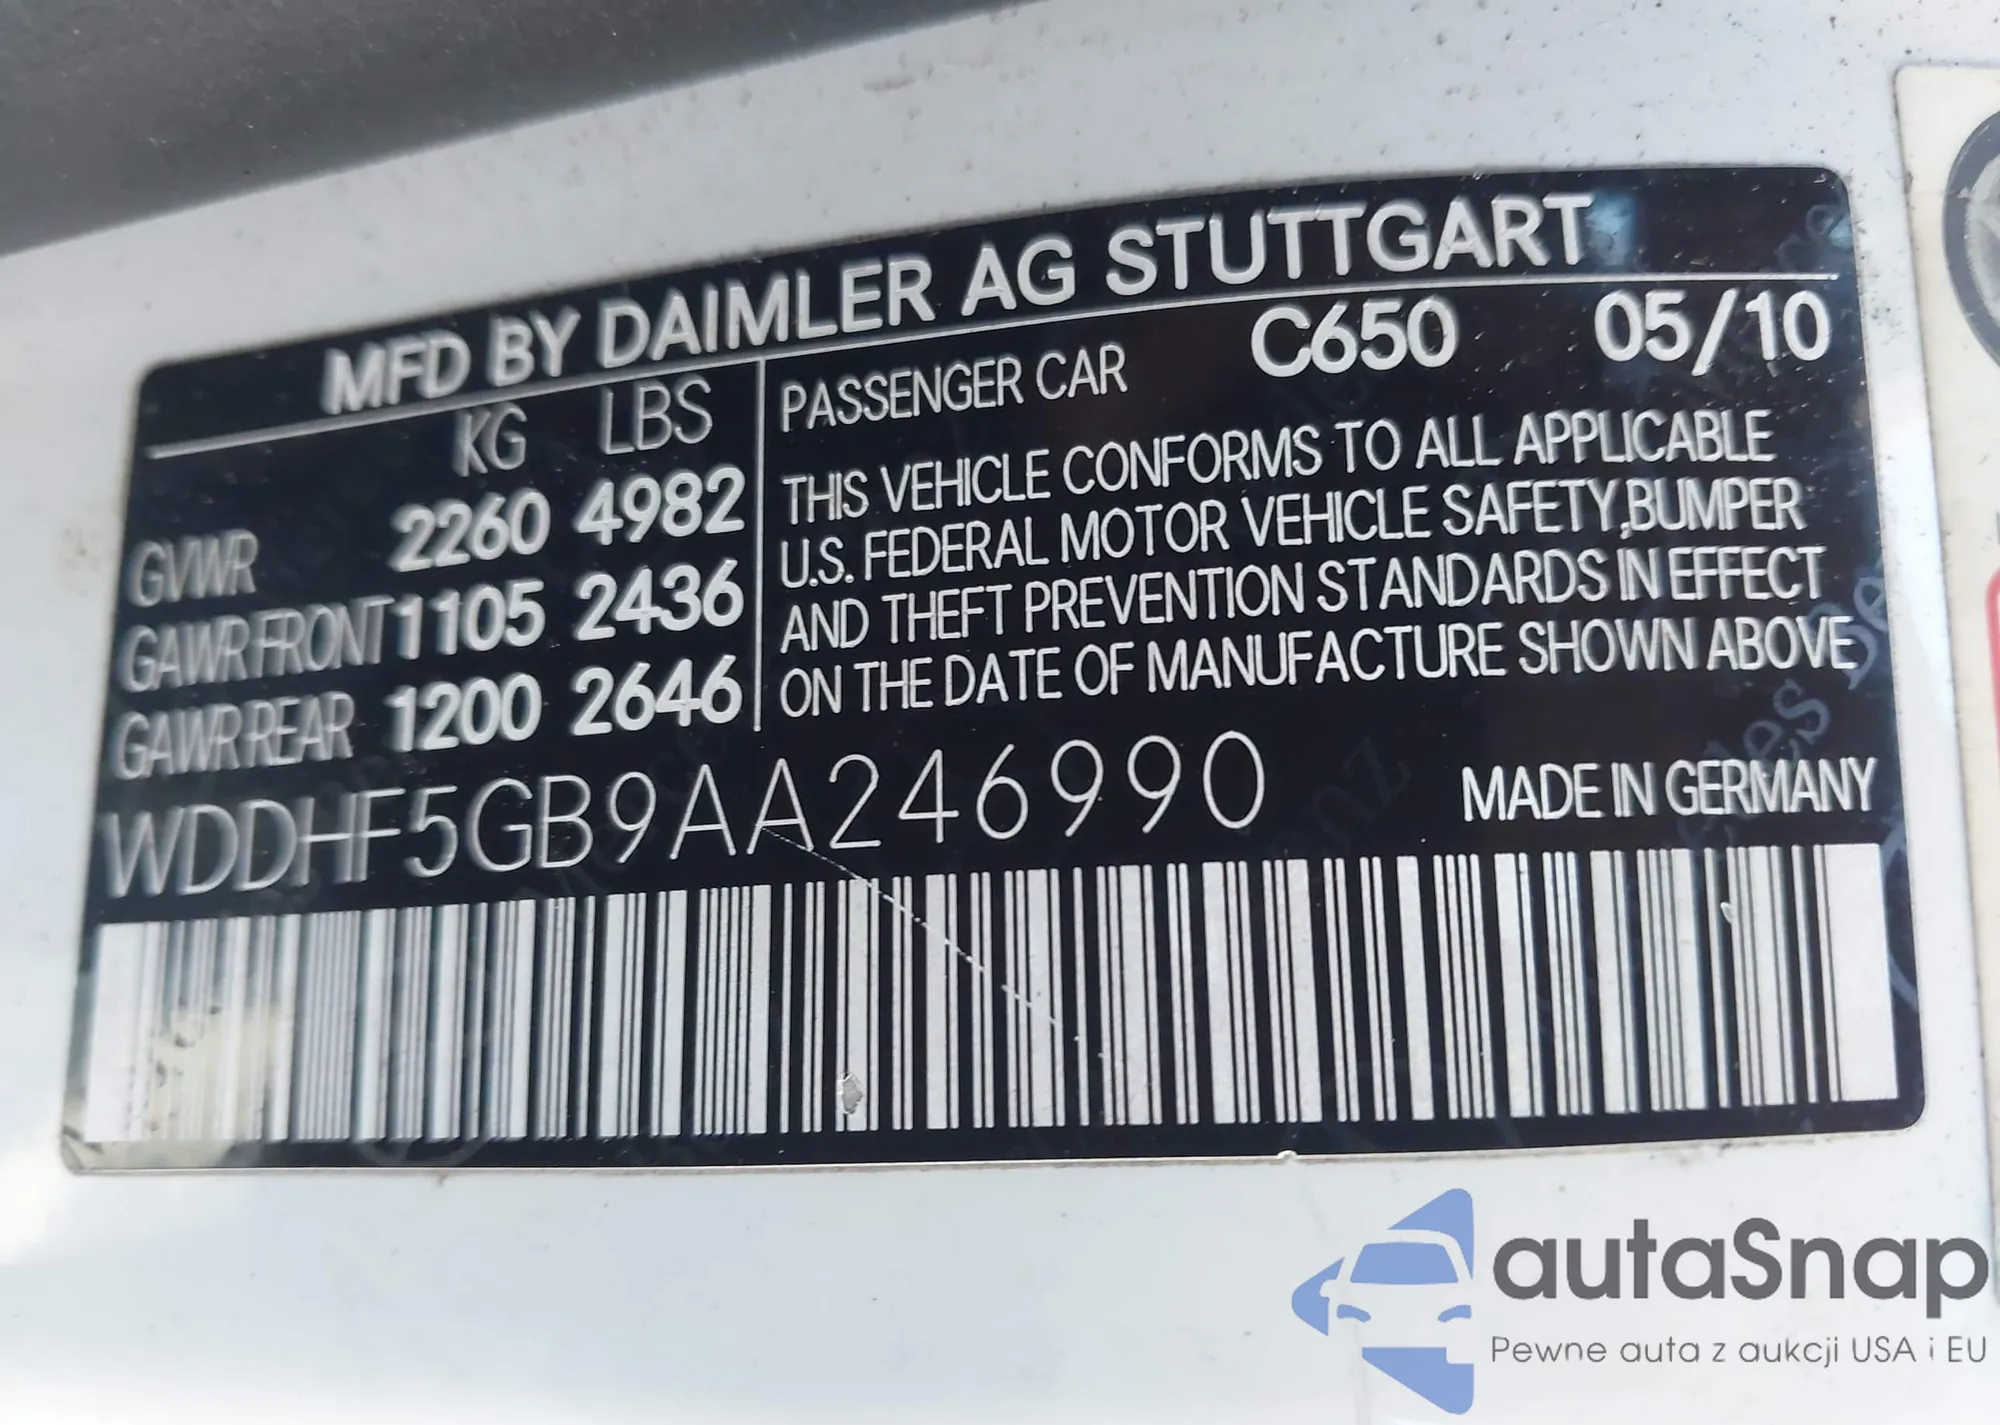 MFD BY DAIMLER AG STUTTGART
KG LBS
GVWR 2260 4982
GAWR FRONT 1105 2436
GAWR REAR 1200 2646
PASSENGER CAR C650 05/10
THIS VEHICLE CONFORMS TO ALL APPLICABLE
U.S. FEDERAL MOTOR VEHICLE SAFETY,BUMPER
AND THEFT PREVENTION STANDARDS IN EFFECT
ON THE DATE OF MANUFACTURE SHOWN ABOVE
WDDHF5GB9AA246990 MADE IN GERMANY
autaSnap
Pewne auta z aukcji USA i EU